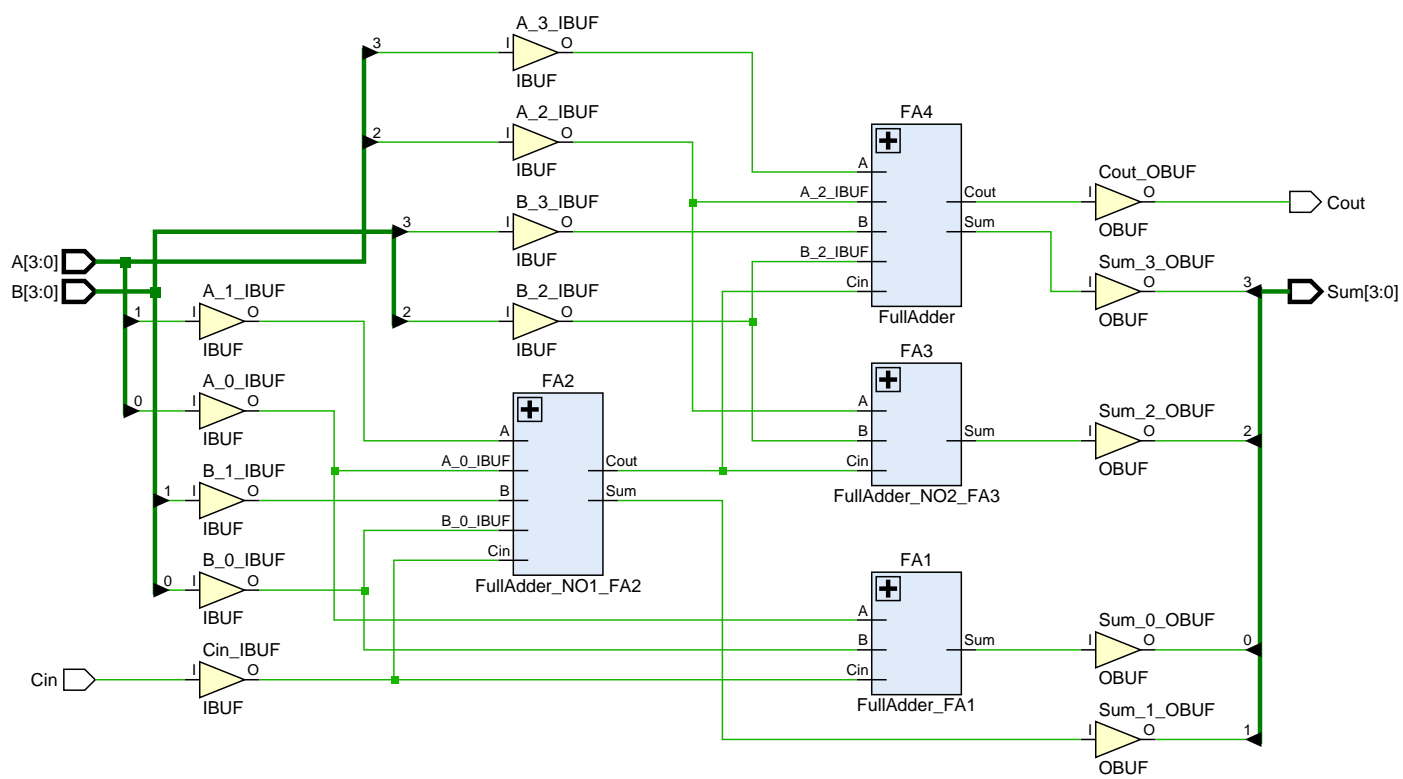 A_3_IBUF
3 I O
IBUF
A_2_IBUF
2 I O
IBUF
B_3_IBUF
3 I O
IBUF
B_2_IBUF
2 I O
IBUF
A[3:0]
B[3:0]
A_1_IBUF
1 I O
IBUF
A_0_IBUF
0 I O
IBUF
B_1_IBUF
1 I O
IBUF
B_0_IBUF
0 I O
IBUF
Cin_IBUF
Cin I O
IBUF
FA2
A
A_0_IBUF Cout
B Sum
B_0_IBUF
Cin
FullAdder_NO1_FA2
FA4
A
A_2_IBUF Cout
B Sum
B_2_IBUF
Cin
FullAdder
FA3
A
B Sum
Cin
FullAdder_NO2_FA3
FA1
A
B Sum
Cin
FullAdder_FA1
Cout_OBUF
I O Cout
OBUF
Sum_3_OBUF
I O 3 Sum[3:0]
OBUF
Sum_2_OBUF
I O 2
OBUF
Sum_0_OBUF
I O 0
OBUF
Sum_1_OBUF
I O 1
OBUF